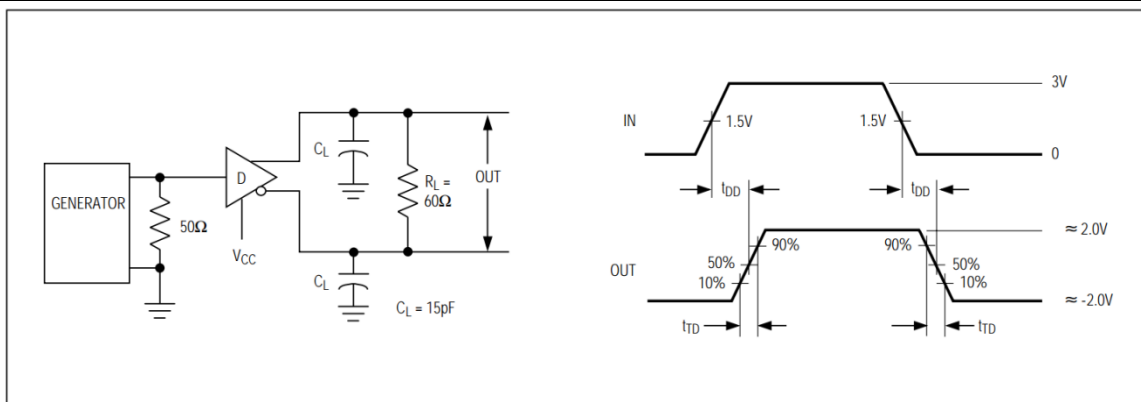 GENERATOR
50Ω
D
VCC
CL
CL
RL =
60Ω
OUT
CL = 15pF
IN
1.5V
1.5V
3V
0
tDD
tDD
OUT
90%
50%
10%
90%
50%
10%
≈ 2.0V
≈ -2.0V
tTD
tTD